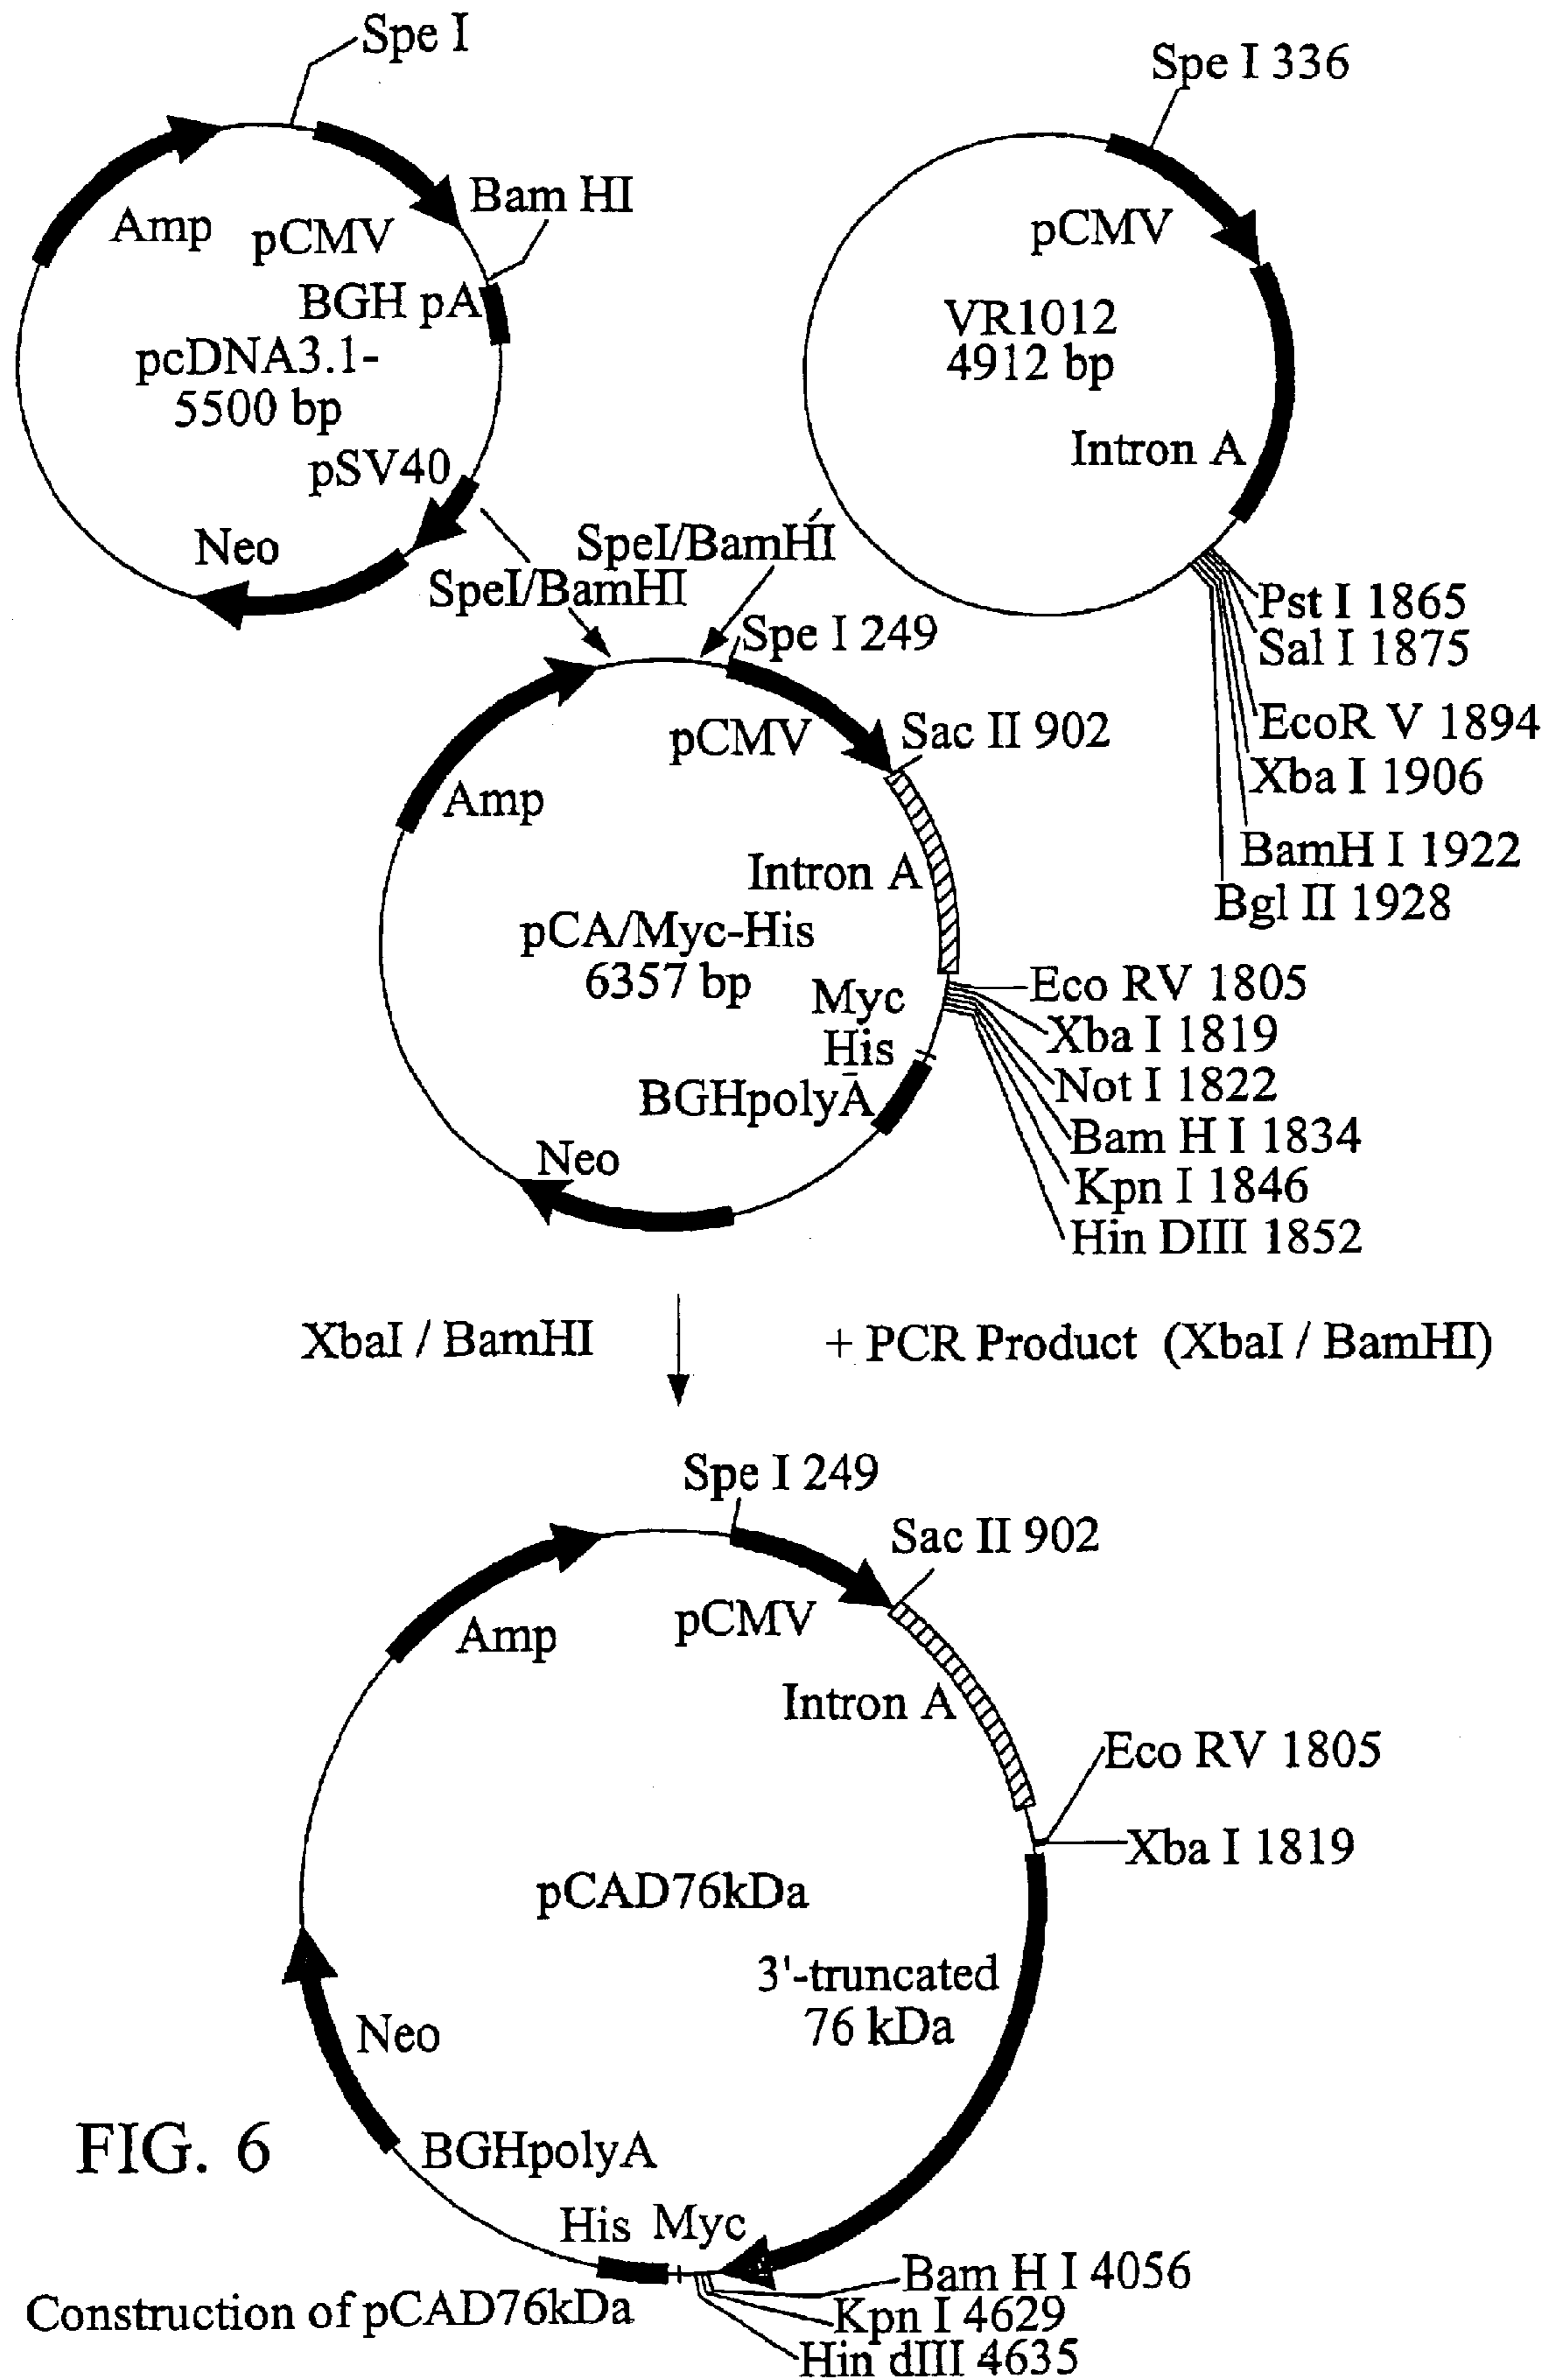 Spe I
Spe I 336
Bam HI
Amp
pCMV
BGH pA
pcDNA3.1-
5500 bp
pSV40
Neo
pCMV
VR1012
4912 bp
Intron A
SpeI/BamHI
SpeI/BamHI
Pst I 1865
Sal I 1875
EcoR V 1894
Xba I 1906
BamH I 1922
Bgl II 1928
Spe I 249
pCMV
Sac II 902
Amp
Intron A
pCA/Myc-His
6357 bp
Myc
His
BGHpolyA
Neo
Eco RV 1805
Xba I 1819
Not I 1822
Bam H I 1834
Kpn I 1846
Hin DIII 1852
XbaI / BamHI
+ PCR Product (XbaI / BamHI)
Spe I 249
Sac II 902
Amp
pCMV
Intron A
Eco RV 1805
Xba I 1819
pCAD76kDa
3'-truncated
76 kDa
Neo
BGHpolyA
His Myc
Bam H I 4056
Kpn I 4629
Hin dIII 4635
FIG. 6
Construction of pCAD76kDa